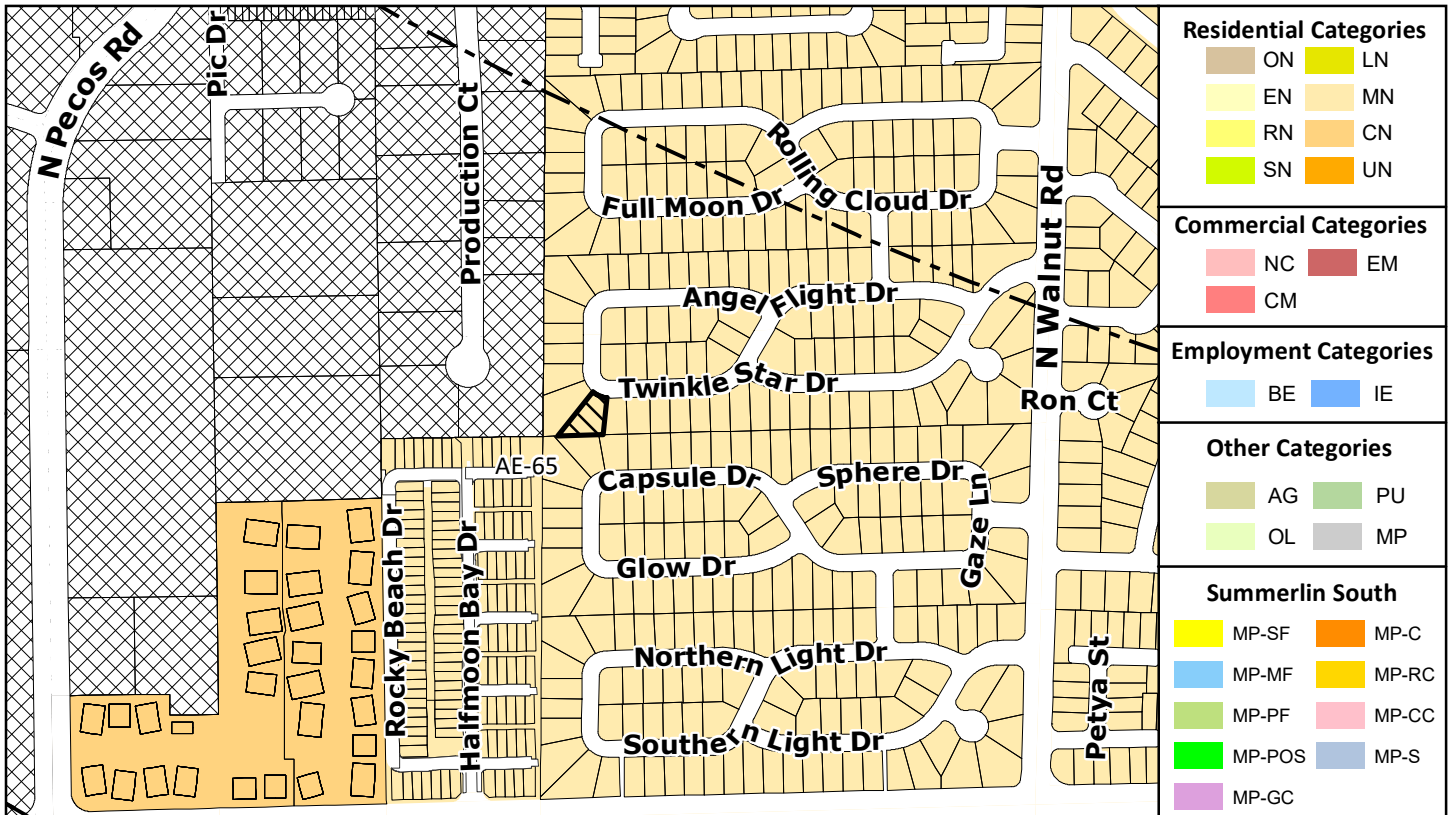 N Pecos Rd
Pic Dr
Production Ct
Rolling Cloud Dr
Full Moon Dr
N Walnut Rd
Angel Flight Dr
Twinkle Star Dr
Ron Ct
AE-65
Capsule Dr
Sphere Dr
Gaze Ln
Glow Dr
Rocky Beach Dr
Halfmoon Bay Dr
Northern Light Dr
Southern Light Dr
Petya St
Residential Categories
ON LN
EN MN
RN CN
SN UN
Commercial Categories
NC EM
CM
Employment Categories
BE IE
Other Categories
AG PU
OL MP
Summerlin South
MP-SF MP-C
MP-MF MP-RC
MP-PF MP-CC
MP-POS MP-S
MP-GC